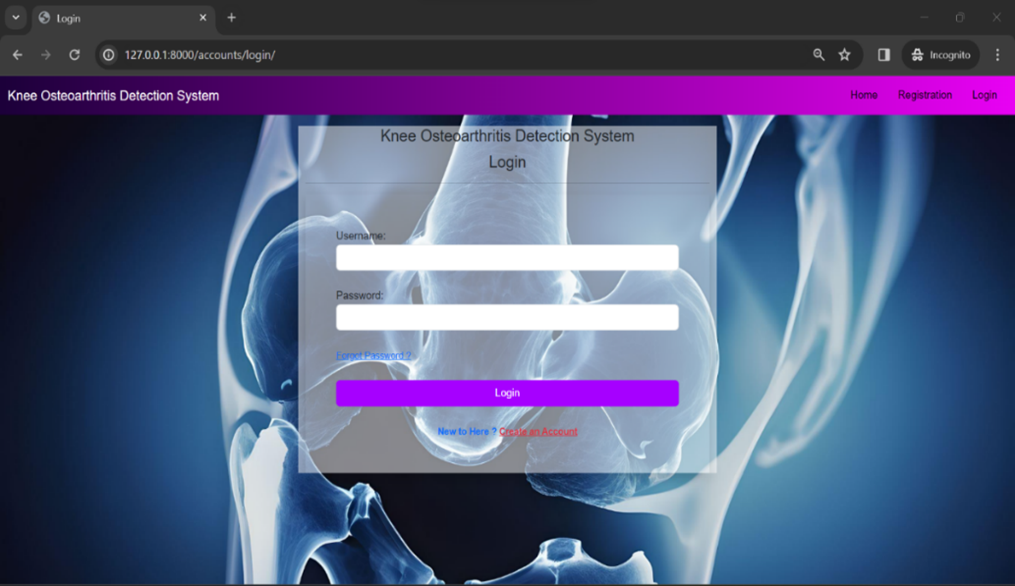 Login
127.0.0.1:8000/accounts/login/
Incognito
Knee Osteoarthritis Detection System
Home Registration Login
Knee Osteoarthritis Detection System
Login
Username:
Password:
Forgot Password ?
Login
New to Here ? Create an Account